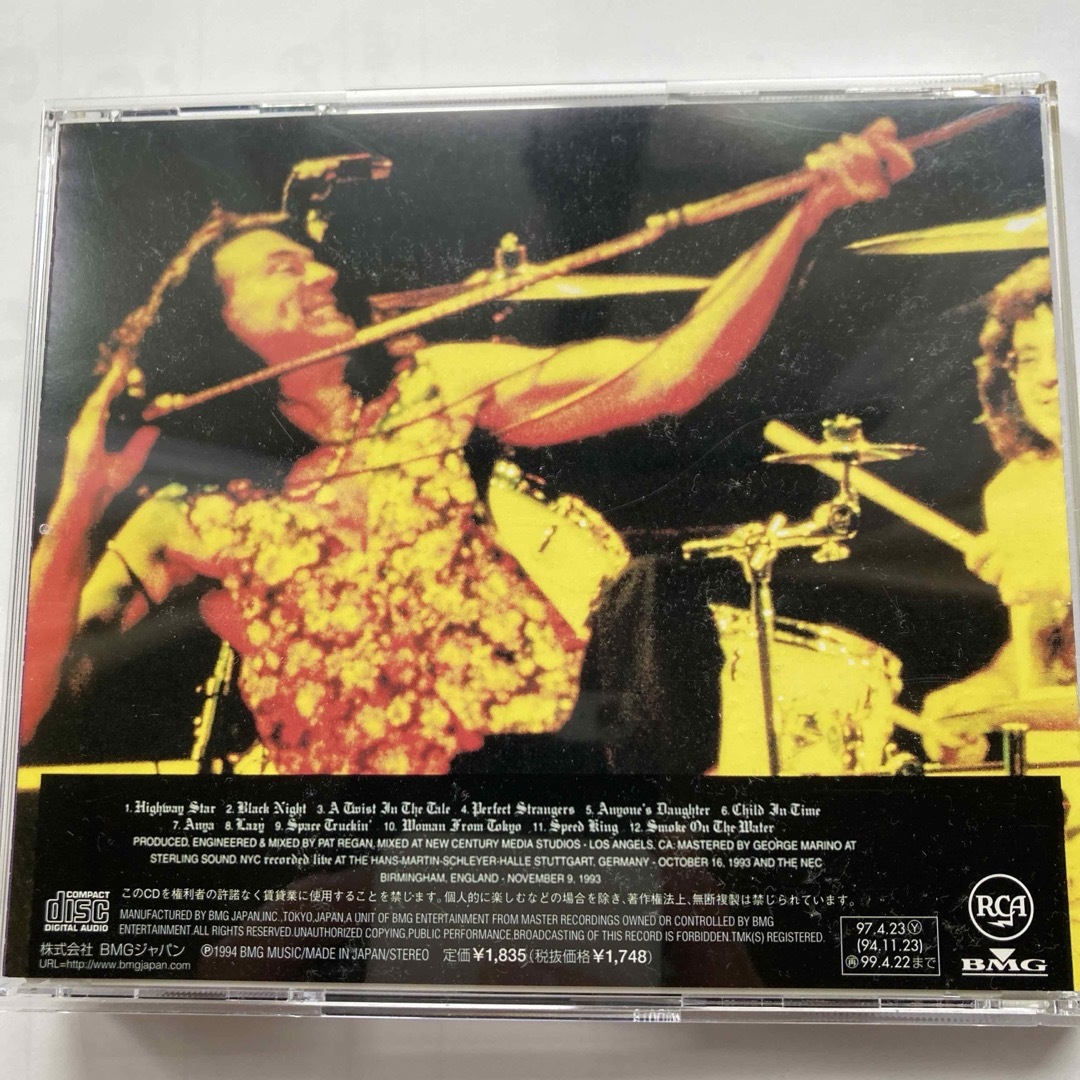 1. Highway Star 2. Black Night 3. A Twist In The Tale 4. Perfect Strangers 5. Anyone's Daughter 6. Child In Time
7. Anya 8. Lazy 9. Space Truckin' 10. Woman From Tokyo 11. Speed King 12. Smoke On The Water
PRODUCED, ENGINEERED & MIXED BY PAT REGAN, MIXED AT NEW CENTURY MEDIA STUDIOS - LOS ANGELS, CA: MASTERED BY GEORGE MARINO AT
STERLING SOUND, NYC recorded live AT THE HANS-MARTIN-SCHLEYER-HALLE STUTTGART, GERMANY - OCTOBER 16, 1993 AND THE NEC
BIRMINGHAM, ENGLAND - NOVEMBER 9, 1993
このCDを権利者の許諾なく賃貸業に使用することを禁じます。個人的に楽しむなどの場合を除き、著作権法上、無断複製は禁じられています。
COMPACT
disc
DIGITAL AUDIO
MANUFACTURED BY BMG JAPAN,INC.,TOKYO,JAPAN,A UNIT OF BMG ENTERTAINMENT FROM MASTER RECORDINGS OWNED OR CONTROLLED BY BMG
ENTERTAINMENT.ALL RIGHTS RESERVED.UNAUTHORIZED COPYING.PUBLIC PERFORMANCE.BROADCASTING OF THIS RECORD IS FORBIDDEN.TMK(S) REGISTERED.
株式会社 BMGジャパン
URL=http://www.bmgjapan.com
Ⓟ1994 BMG MUSIC/MADE IN JAPAN/STEREO 定価¥1,835(税抜価格¥1,748)
97.4.23Ⓨ
(94.11.23)
㊢99.4.22まで
RCA
BMG